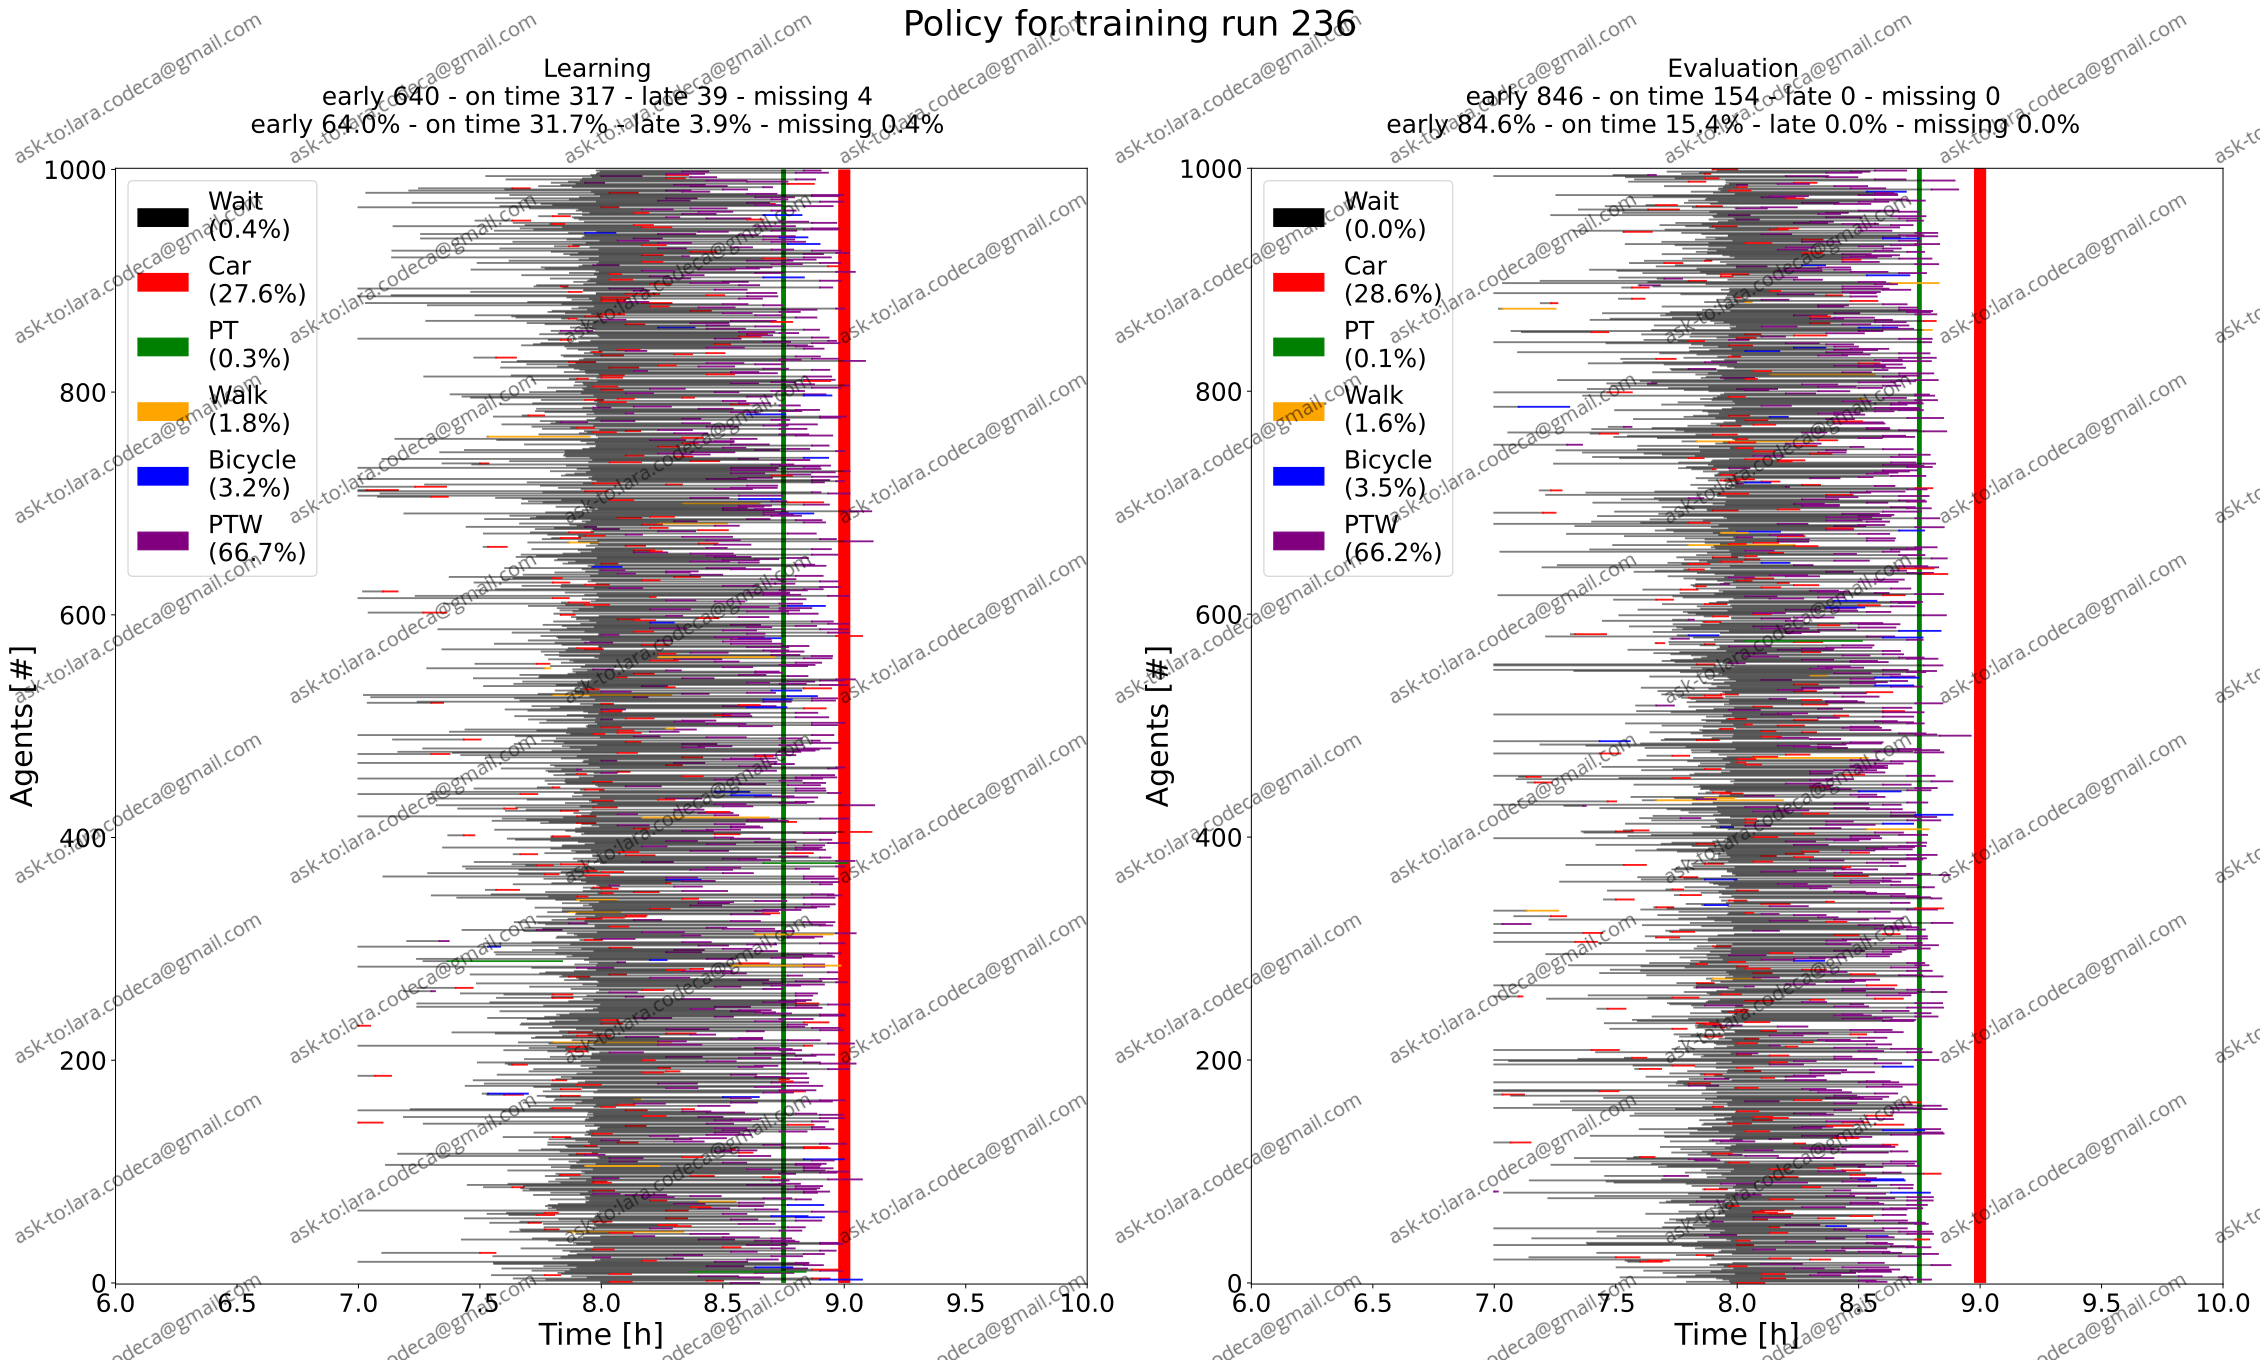 Policy for training run 236
Learning
early 640 - on time 317 - late 39 - missing 4
early 64.0% - on time 31.7% - late 3.9% - missing 0.4%
Agents [#]
1000
800
600
400
200
0
Wait
(0.4%)
Car
(27.6%)
PT
(0.3%)
Walk
(1.8%)
Bicycle
(3.2%)
PTW
(66.7%)
6.0 6.5 7.0 7.5 8.0 8.5 9.0 9.5 10.0
Time [h]
Evaluation
early 846 - on time 154 - late 0 - missing 0
early 84.6% - on time 15.4% - late 0.0% - missing 0.0%
Agents [#]
1000
800
600
400
200
0
Wait
(0.0%)
Car
(28.6%)
PT
(0.1%)
Walk
(1.6%)
Bicycle
(3.5%)
PTW
(66.2%)
6.0 6.5 7.0 7.5 8.0 8.5 9.0 9.5 10.0
Time [h]
ask-to:lara.codeca@gmail.com